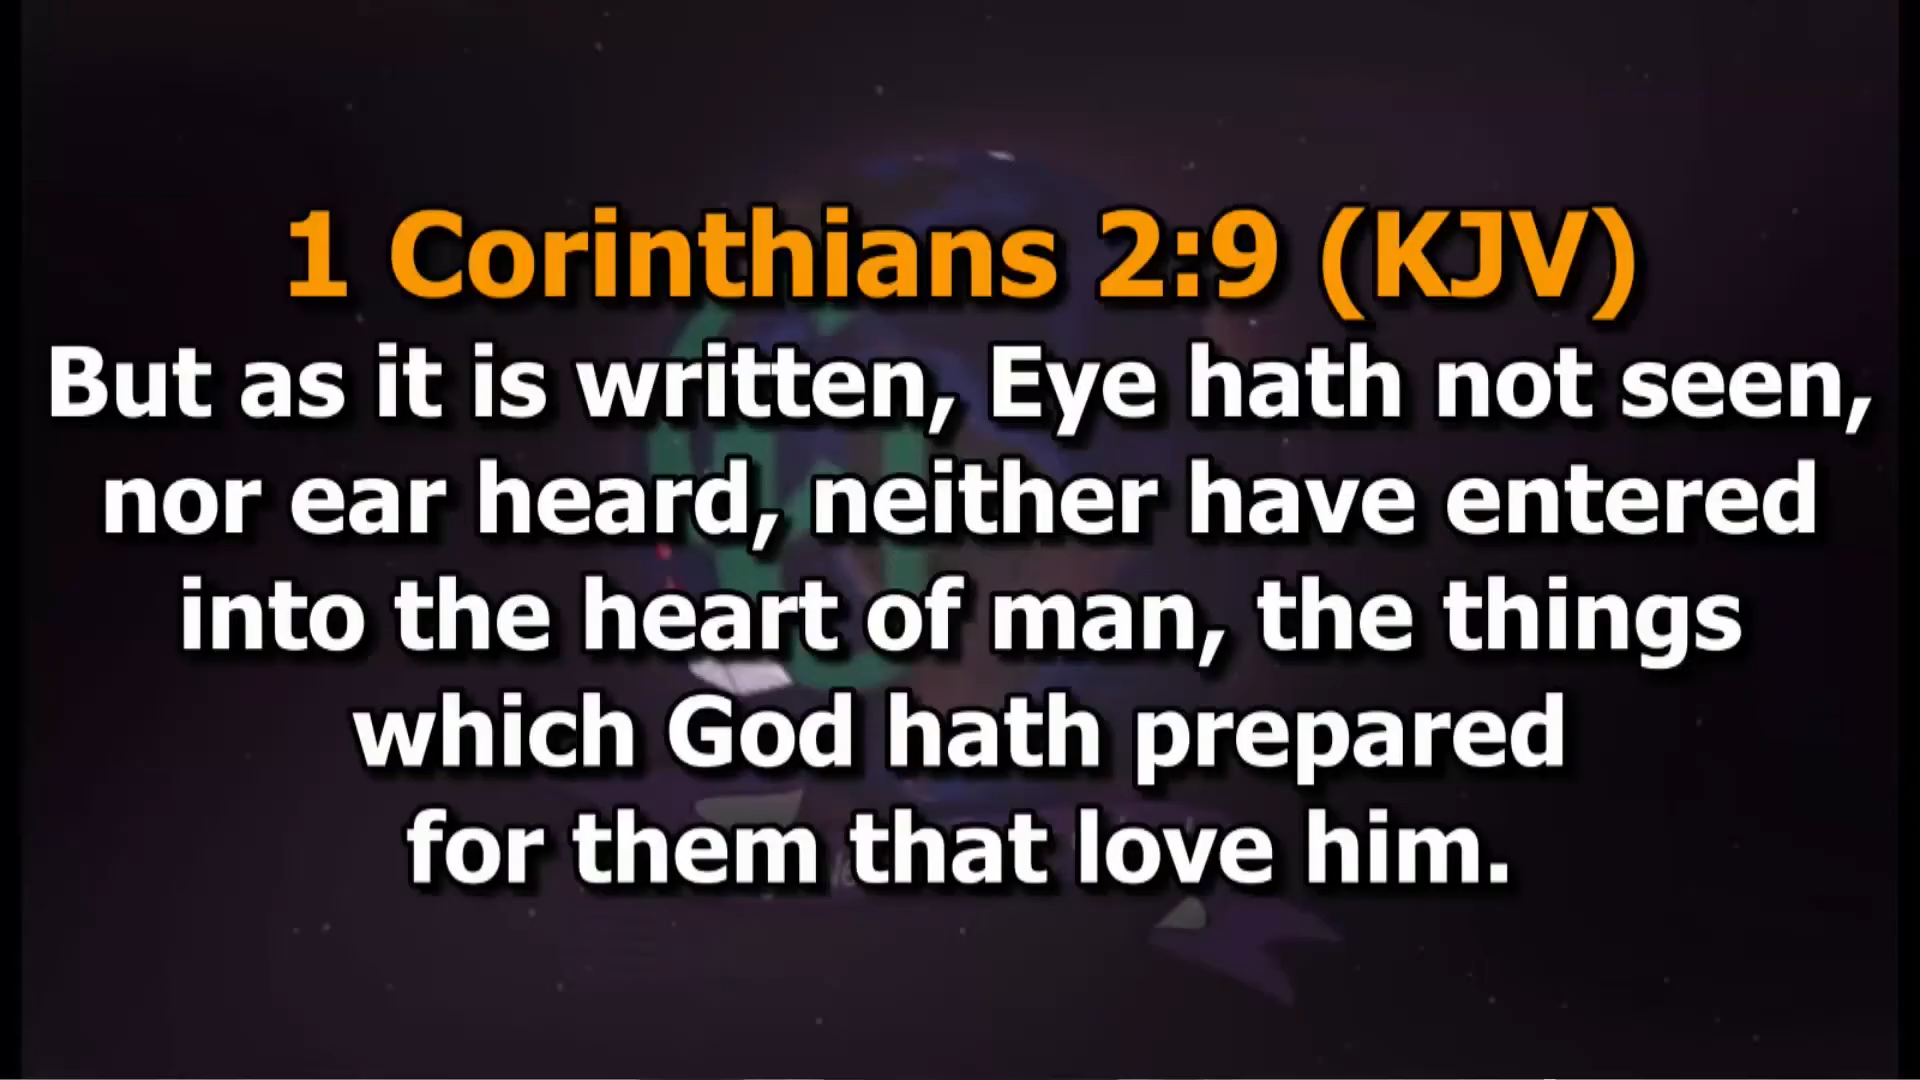 1 Corinthians 2:9 (KJV)
But as it is written, Eye hath not seen,
nor ear heard, neither have entered
into the heart of man, the things
which God hath prepared
for them that love him.